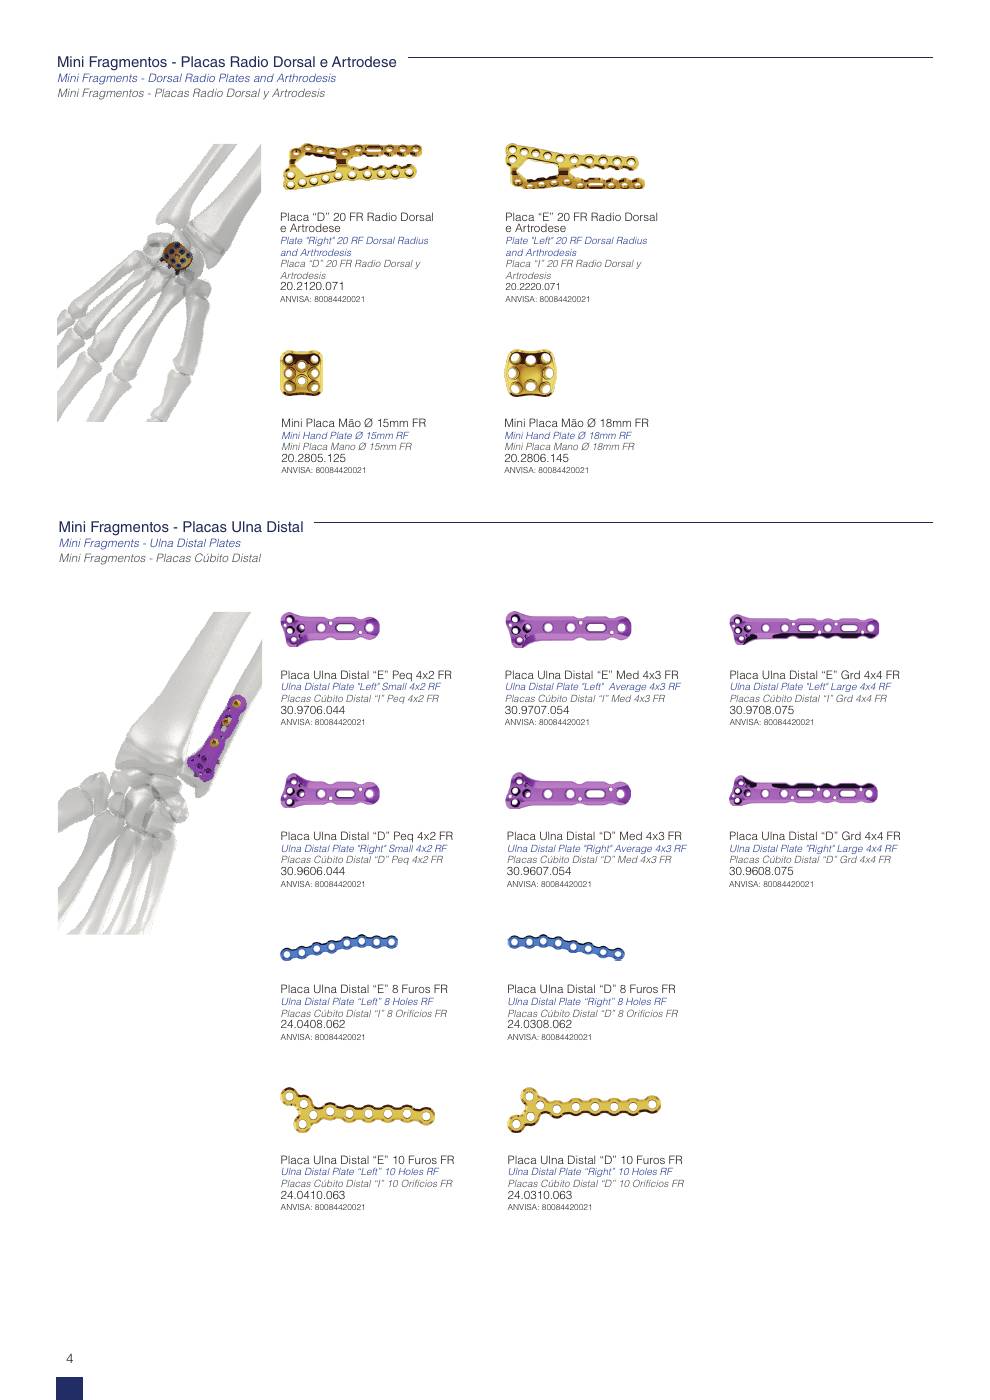 Mini Fragmentos - Placas Radio Dorsal e Artrodese
Mini Fragments - Dorsal Radio Plates and Arthrodesis
Mini Fragmentos - Placas Radio Dorsal y Artrodesis
Placa “D” 20 FR Radio Dorsal
e Artrodese
Plate "Right" 20 RF Dorsal Radius
and Arthrodesis
Placa “D” 20 FR Radio Dorsal y
Artrodesis
20.2120.071
ANVISA: 80084420021
Placa “E” 20 FR Radio Dorsal
e Artrodese
Plate "Left" 20 RF Dorsal Radius
and Arthrodesis
Placa “I” 20 FR Radio Dorsal y
Artrodesis
20.2220.071
ANVISA: 80084420021
Mini Placa Mão Ø 15mm FR
Mini Hand Plate Ø 15mm RF
Mini Placa Mano Ø 15mm FR
20.2805.125
ANVISA: 80084420021
Mini Placa Mão Ø 18mm FR
Mini Hand Plate Ø 18mm RF
Mini Placa Mano Ø 18mm FR
20.2806.145
ANVISA: 80084420021
Mini Fragmentos - Placas Ulna Distal
Mini Fragments - Ulna Distal Plates
Mini Fragmentos - Placas Cúbito Distal
Placa Ulna Distal “E” Peq 4x2 FR
Ulna Distal Plate "Left" Small 4x2 RF
Placas Cúbito Distal “I” Peq 4x2 FR
30.9706.044
ANVISA: 80084420021
Placa Ulna Distal “E” Med 4x3 FR
Ulna Distal Plate "Left" Average 4x3 RF
Placas Cúbito Distal “I” Med 4x3 FR
30.9707.054
ANVISA: 80084420021
Placa Ulna Distal “E” Grd 4x4 FR
Ulna Distal Plate "Left" Large 4x4 RF
Placas Cúbito Distal “I” Grd 4x4 FR
30.9708.075
ANVISA: 80084420021
Placa Ulna Distal “D” Peq 4x2 FR
Ulna Distal Plate "Right" Small 4x2 RF
Placas Cúbito Distal “D” Peq 4x2 FR
30.9606.044
ANVISA: 80084420021
Placa Ulna Distal “D” Med 4x3 FR
Ulna Distal Plate "Right" Average 4x3 RF
Placas Cúbito Distal “D” Med 4x3 FR
30.9607.054
ANVISA: 80084420021
Placa Ulna Distal “D” Grd 4x4 FR
Ulna Distal Plate "Right" Large 4x4 RF
Placas Cúbito Distal “D” Grd 4x4 FR
30.9608.075
ANVISA: 80084420021
Placa Ulna Distal “E” 8 Furos FR
Ulna Distal Plate “Left” 8 Holes RF
Placas Cúbito Distal “I” 8 Orifícios FR
24.0408.062
ANVISA: 80084420021
Placa Ulna Distal “D” 8 Furos FR
Ulna Distal Plate “Right” 8 Holes RF
Placas Cúbito Distal “D” 8 Orifícios FR
24.0308.062
ANVISA: 80084420021
Placa Ulna Distal “E” 10 Furos FR
Ulna Distal Plate “Left” 10 Holes RF
Placas Cúbito Distal “I” 10 Orifícios FR
24.0410.063
ANVISA: 80084420021
Placa Ulna Distal “D” 10 Furos FR
Ulna Distal Plate “Right” 10 Holes RF
Placas Cúbito Distal “D” 10 Orifícios FR
24.0310.063
ANVISA: 80084420021
4